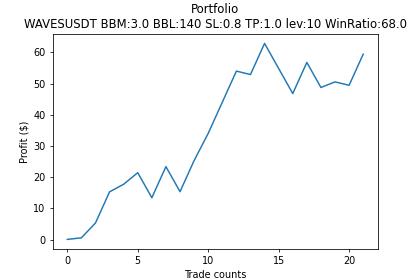 Portfolio
WAVESUSDT BBM:3.0 BBL:140 SL:0.8 TP:1.0 lev:10 WinRatio:68.0
Profit ($)
60
50
40
30
20
10
0
0 5 10 15 20
Trade counts